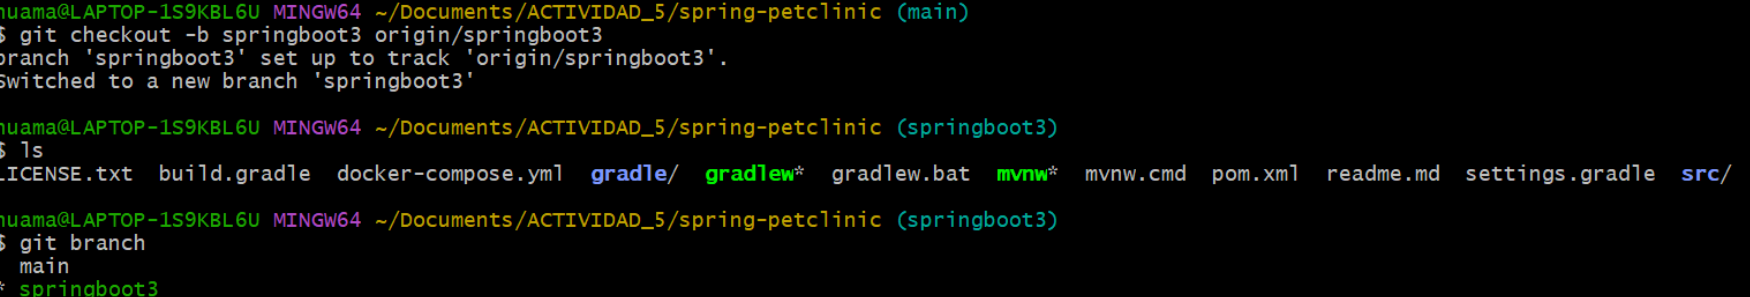 huama@LAPTOP-1S9KBL6U MINGW64 ~/Documents/ACTIVIDAD_5/spring-petclinic (main)
$ git checkout -b springboot3 origin/springboot3
branch 'springboot3' set up to track 'origin/springboot3'.
Switched to a new branch 'springboot3'
huama@LAPTOP-1S9KBL6U MINGW64 ~/Documents/ACTIVIDAD_5/spring-petclinic (springboot3)
$ ls
LICENSE.txt build.gradle docker-compose.yml gradle/ gradlew* gradlew.bat mvnw* mvnw.cmd pom.xml readme.md settings.gradle src/
huama@LAPTOP-1S9KBL6U MINGW64 ~/Documents/ACTIVIDAD_5/spring-petclinic (springboot3)
$ git branch
main
* springboot3